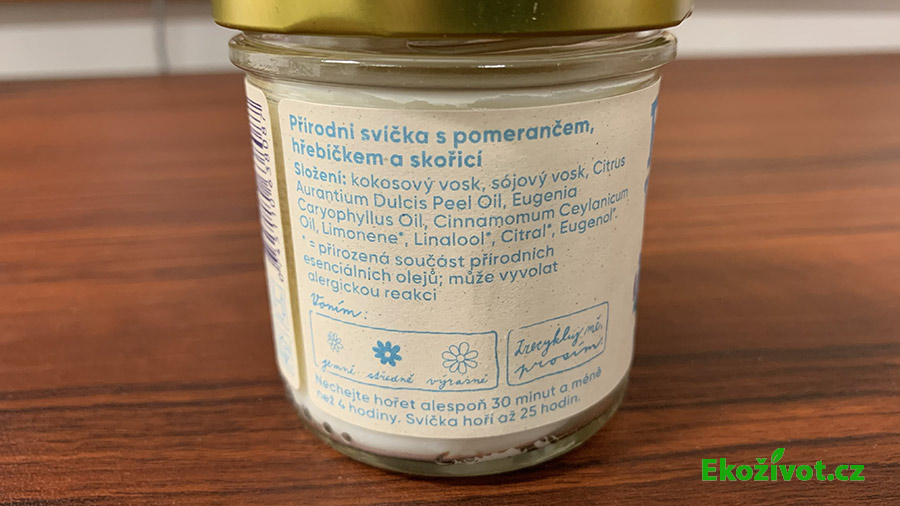 Přírodní svíčka s pomerančem,
hřebíčkem a skořicí
Složení: kokosový vosk, sójový vosk, Citrus
Aurantium Dulcis Peel Oil, Eugenia
Caryophyllus Oil, Cinnamomum Ceylanicum
Oil, Limonene*, Linalool*, Citral*, Eugenol*.
* = přirozená součást přírodních
esenciálních olejů; může vyvolat
alergickou reakci
Voním:
jemně středně výrazně
Zrecykluj mě,
prosím.
Nechejte hořet alespoň 30 minut a méně
než 4 hodiny. Svíčka hoří až 25 hodin.
Ekoživot.cz